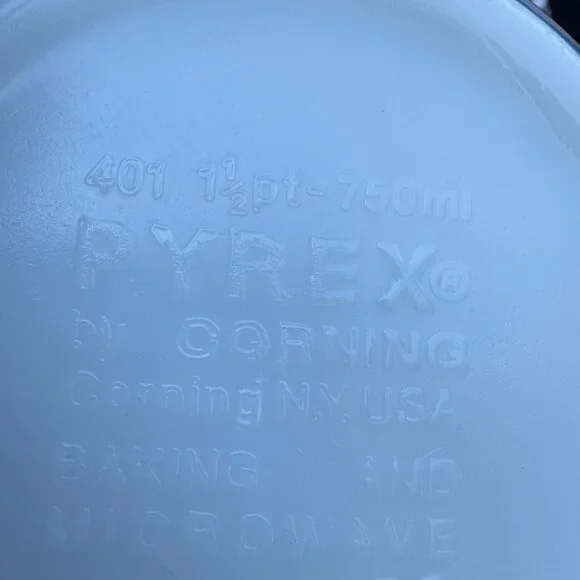 401 1½pt-750ml
PYREX®
by CORNING
Corning N.Y. USA
BAKING AND
MICROWAVE